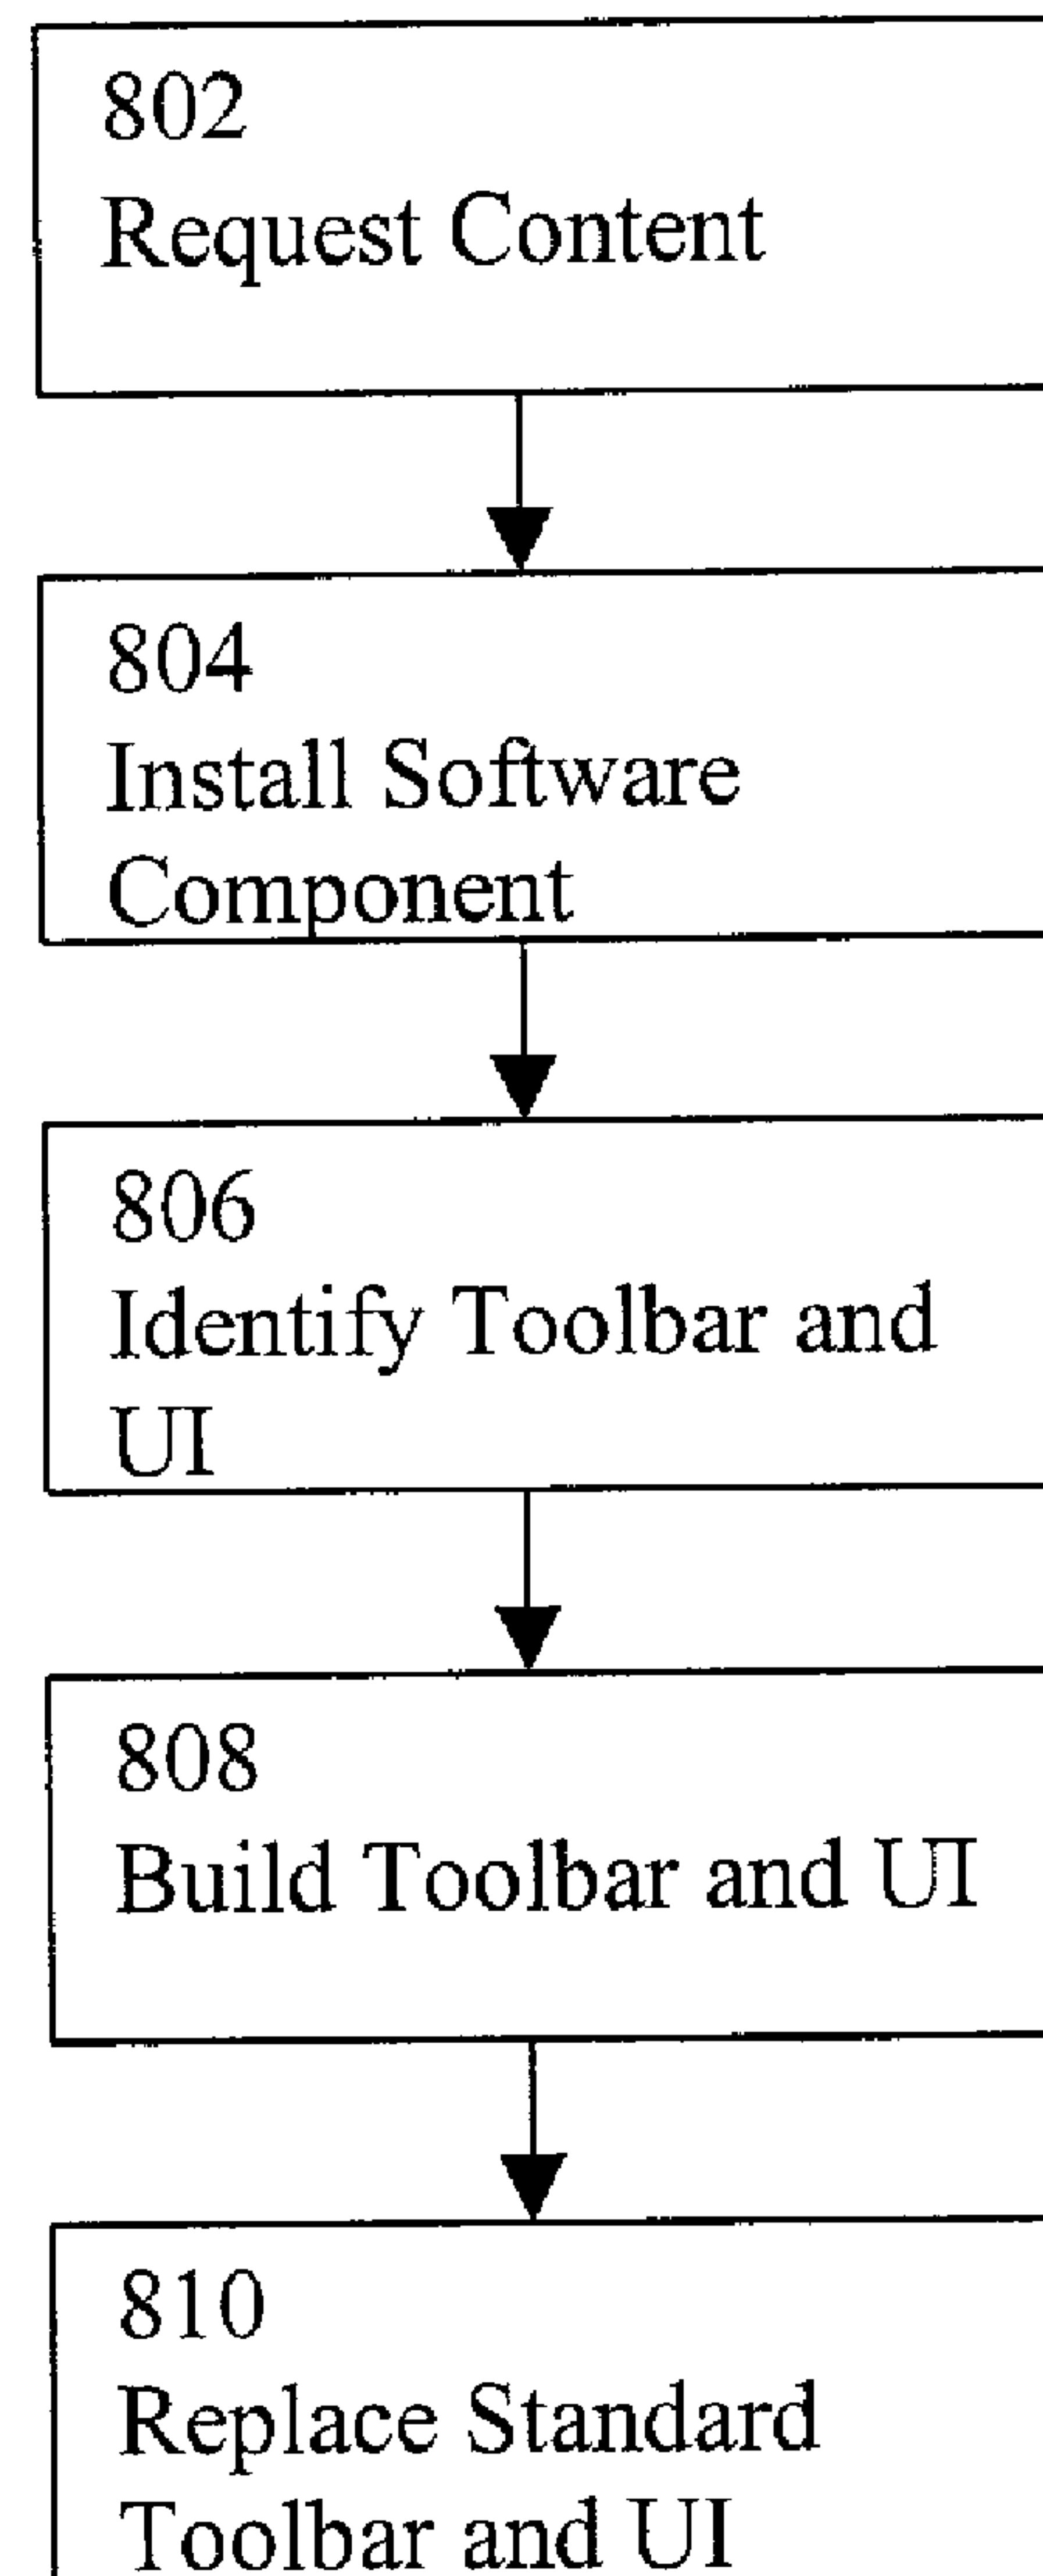 802
Request Content
804
Install Software
Component
806
Identify Toolbar and
UI
808
Build Toolbar and UI
810
Replace Standard
Toolbar and UI